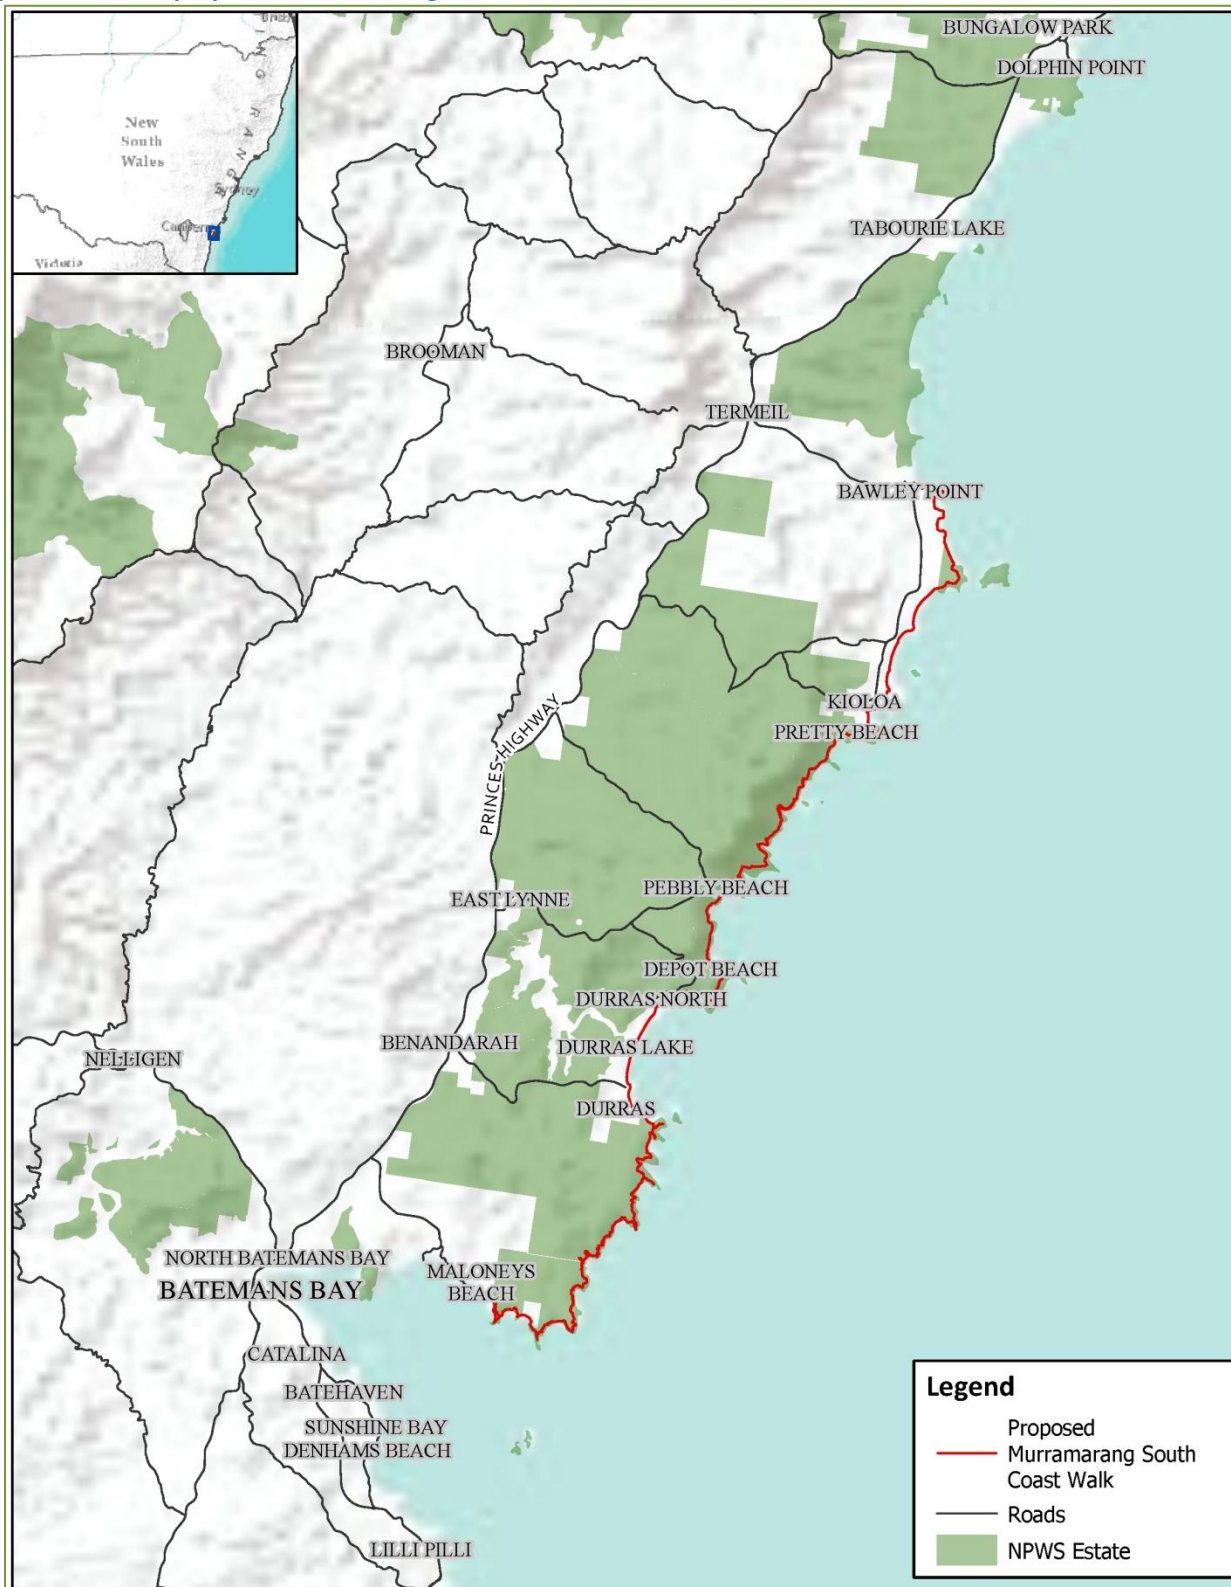 BUNGALOW PARK
DOLPHIN POINT
New
South
Wales
Sydney
Victoria
TABOURIE LAKE
BROOMAN
TERMEIL
BAWLEY POINT
KIOLOA
PRETTY BEACH
PRINCES HIGHWAY
PEBBLY BEACH
EAST LYNNE
DEPOT BEACH
DURRAS NORTH
BENANDARAH
DURRAS LAKE
NELLIGEN
DURRAS
NORTH BATEMANS BAY
MALONEYS
BEACH
BATEMANS BAY
CATALINA
BATEHAVEN
SUNSHINE BAY
DENHAMS BEACH
LILLI PILLI
Legend
Proposed
Murramarang South
Coast Walk
Roads
NPWS Estate